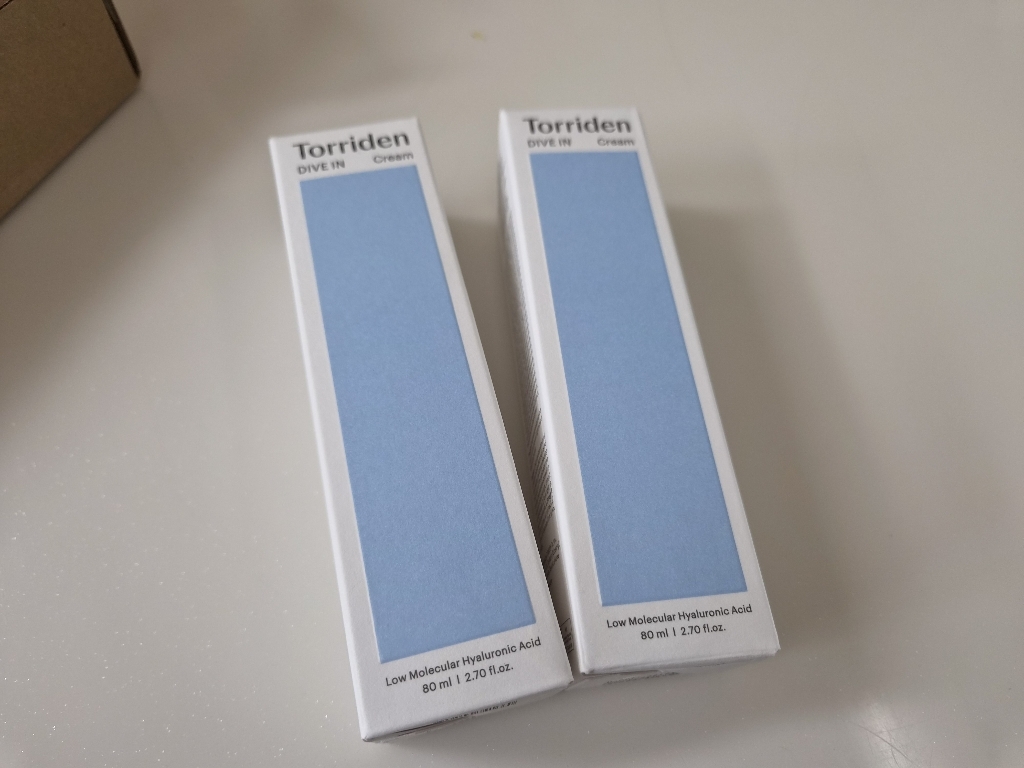 Torriden
DIVE IN Cream
Low Molecular Hyaluronic Acid
80 ml | 2.70 fl.oz.
Torriden
DIVE IN Cream
Low Molecular Hyaluronic Acid
80 ml | 2.70 fl.oz.